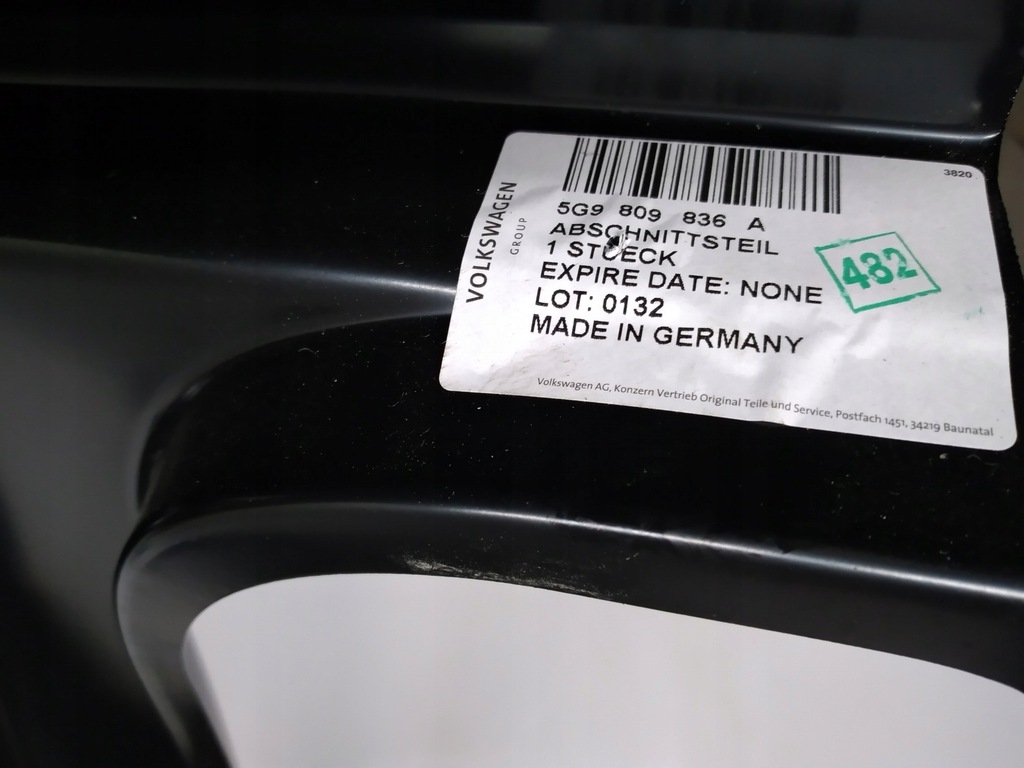 3820
VOLKSWAGEN
GROUP
5G9 809 836 A
ABSCHNITTSTEIL
1 STUECK
EXPIRE DATE: NONE
LOT: 0132
MADE IN GERMANY
482
Volkswagen AG, Konzern Vertrieb Original Teile und Service, Postfach 1451, 34219 Baunatal